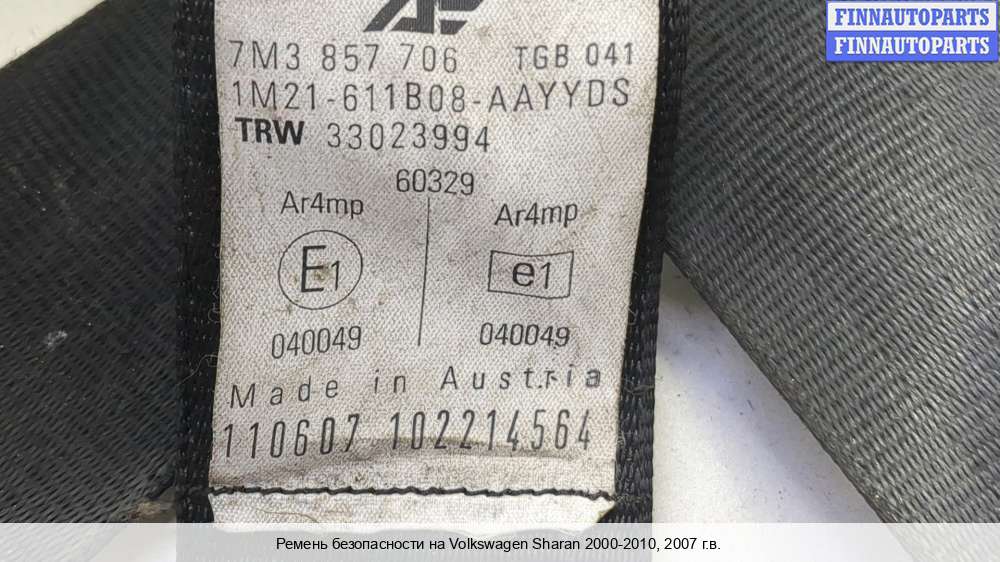 FINNAUTOPARTS
FINNAUTOPARTS
7M3 857 706 TGB 041
1M21-611B08-AAYYDS
TRW 33023994
60329
Ar4mp Ar4mp
E1 e1
040049 040049
Made in Austria
110607 102214564
Ремень безопасности на Volkswagen Sharan 2000-2010, 2007 г.в.